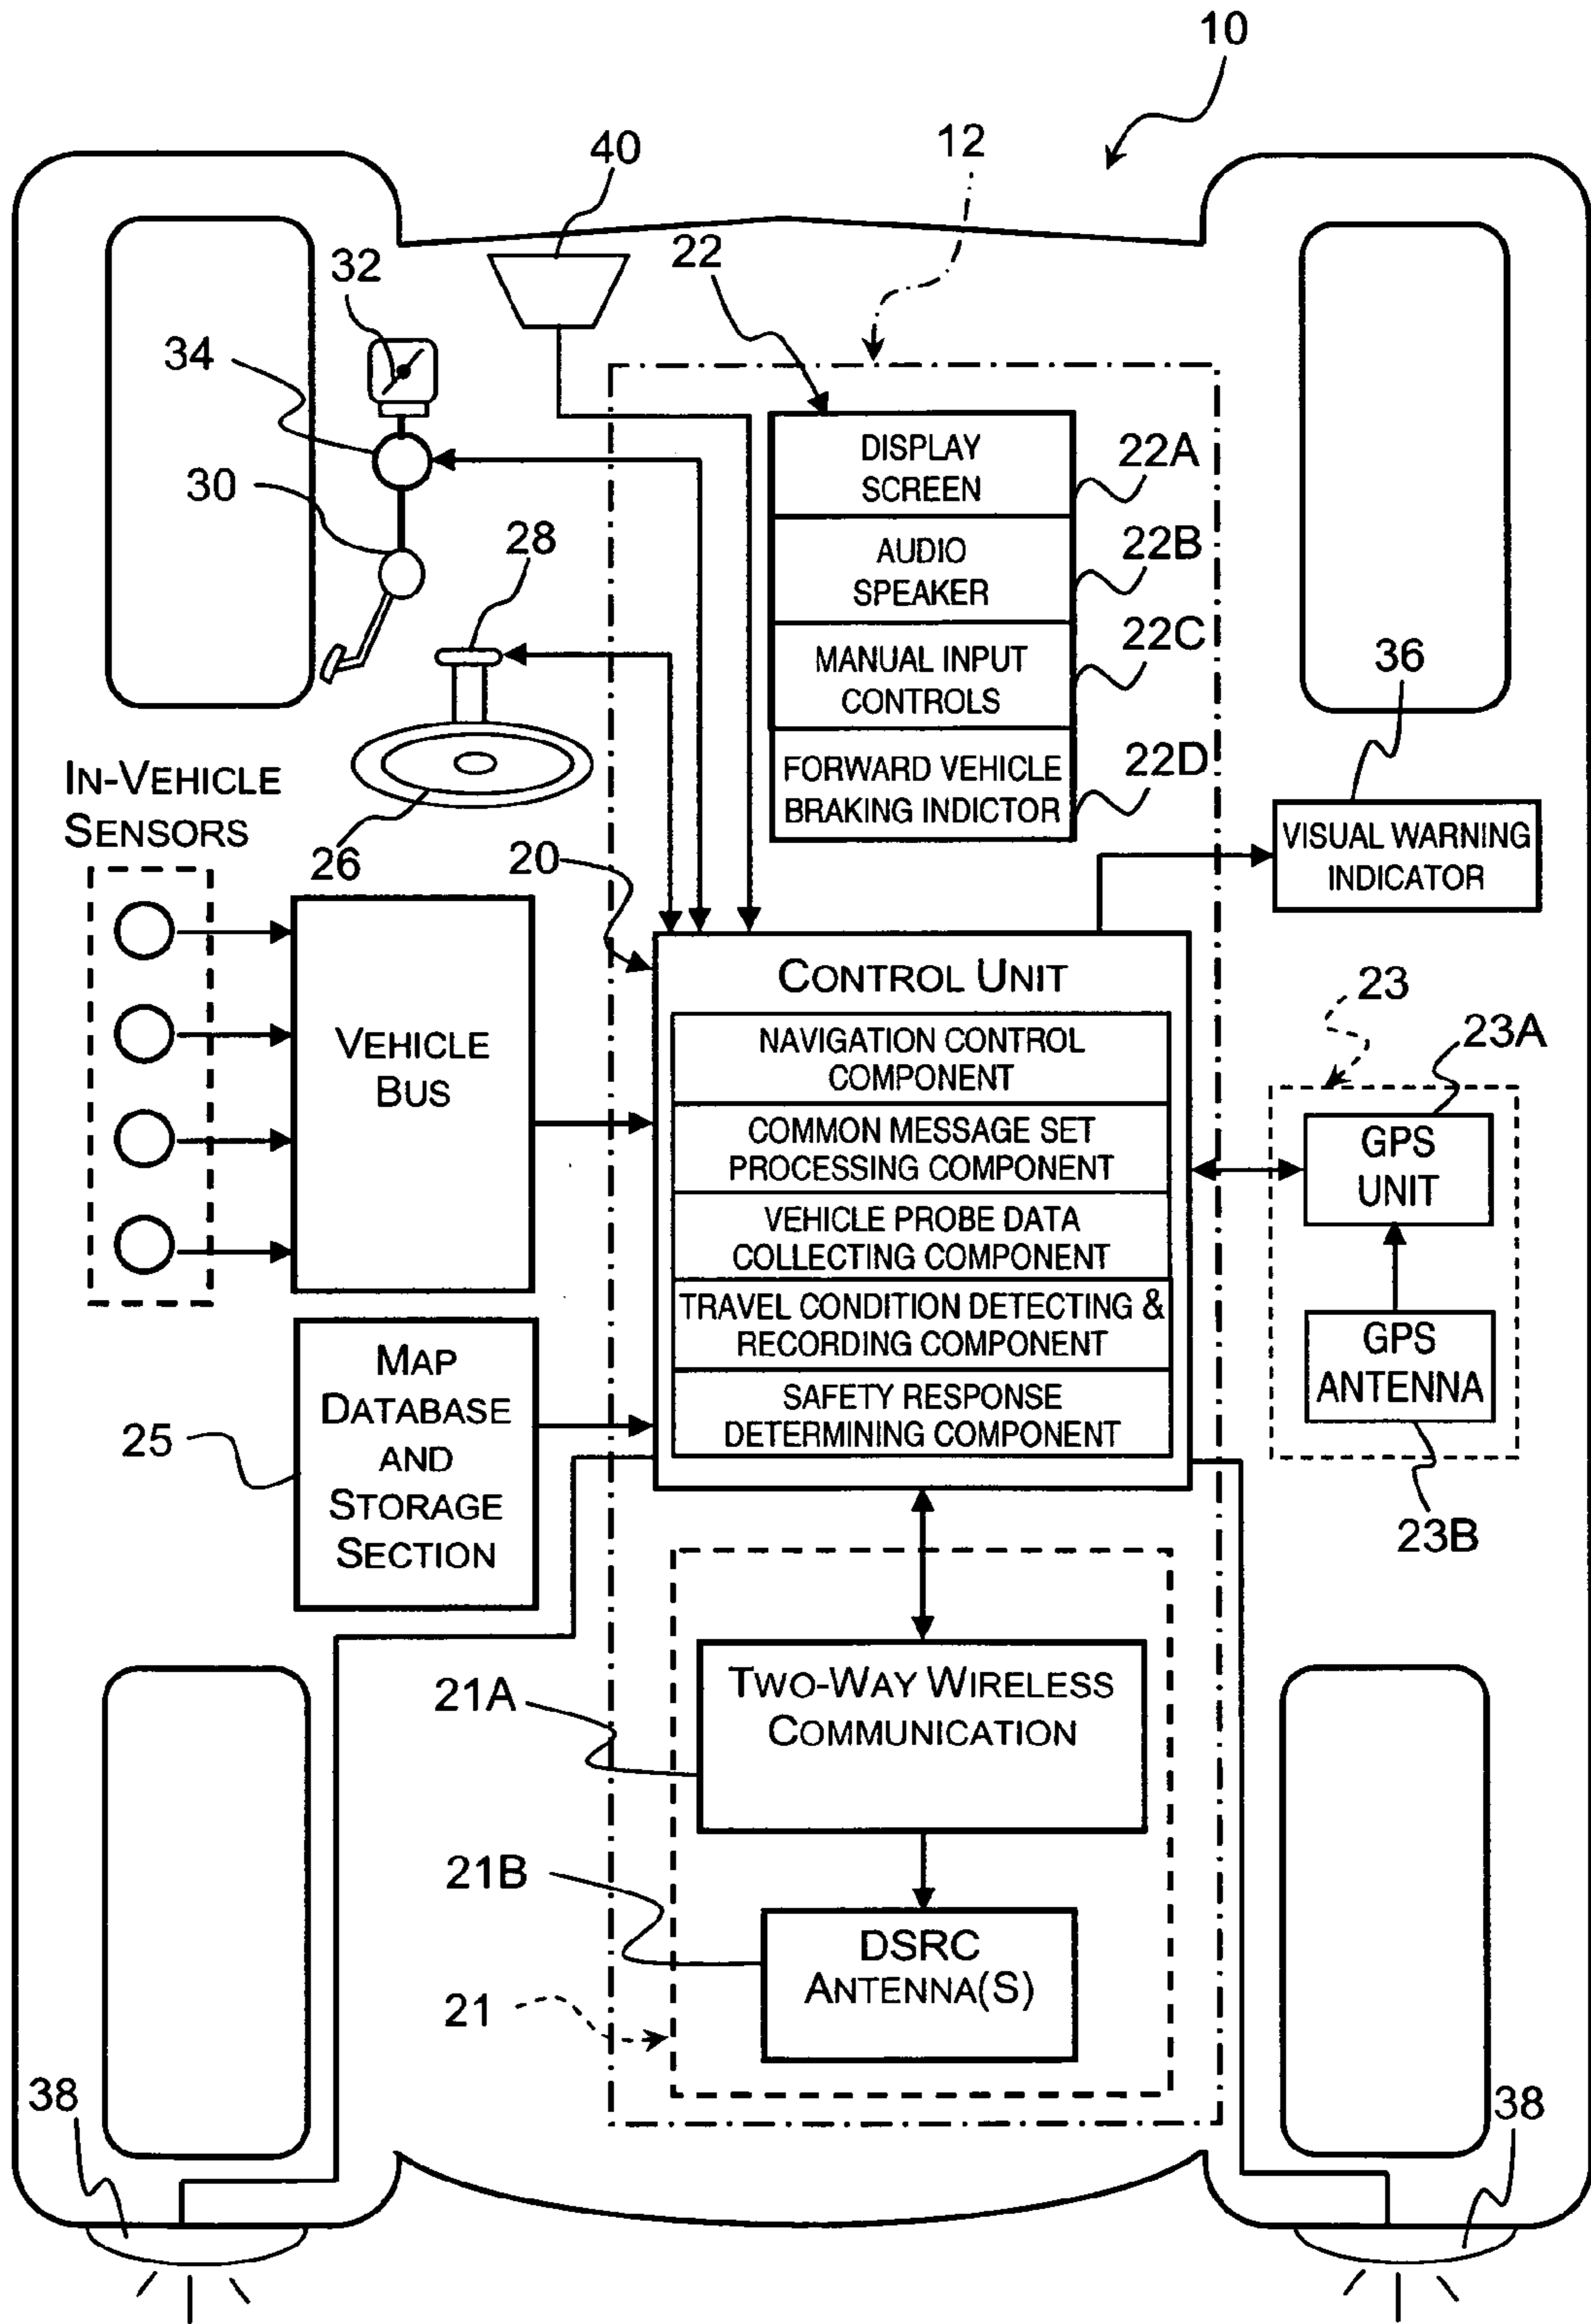 10
12
40
22
32
34
DISPLAY
SCREEN
22A
30
28
AUDIO
SPEAKER
22B
MANUAL INPUT
CONTROLS
22C
36
FORWARD VEHICLE
BRAKING INDICTOR
22D
IN-VEHICLE
SENSORS
26
20
VISUAL WARNING
INDICATOR
VEHICLE
BUS
CONTROL UNIT
NAVIGATION CONTROL
COMPONENT
COMMON MESSAGE SET
PROCESSING COMPONENT
VEHICLE PROBE DATA
COLLECTING COMPONENT
TRAVEL CONDITION DETECTING &
RECORDING COMPONENT
SAFETY RESPONSE
DETERMINING COMPONENT
23
23A
GPS
UNIT
GPS
ANTENNA
23B
MAP
DATABASE
AND
STORAGE
SECTION
25
21A
TWO-WAY WIRELESS
COMMUNICATION
21B
DSRC
ANTENNA(S)
21
38
38